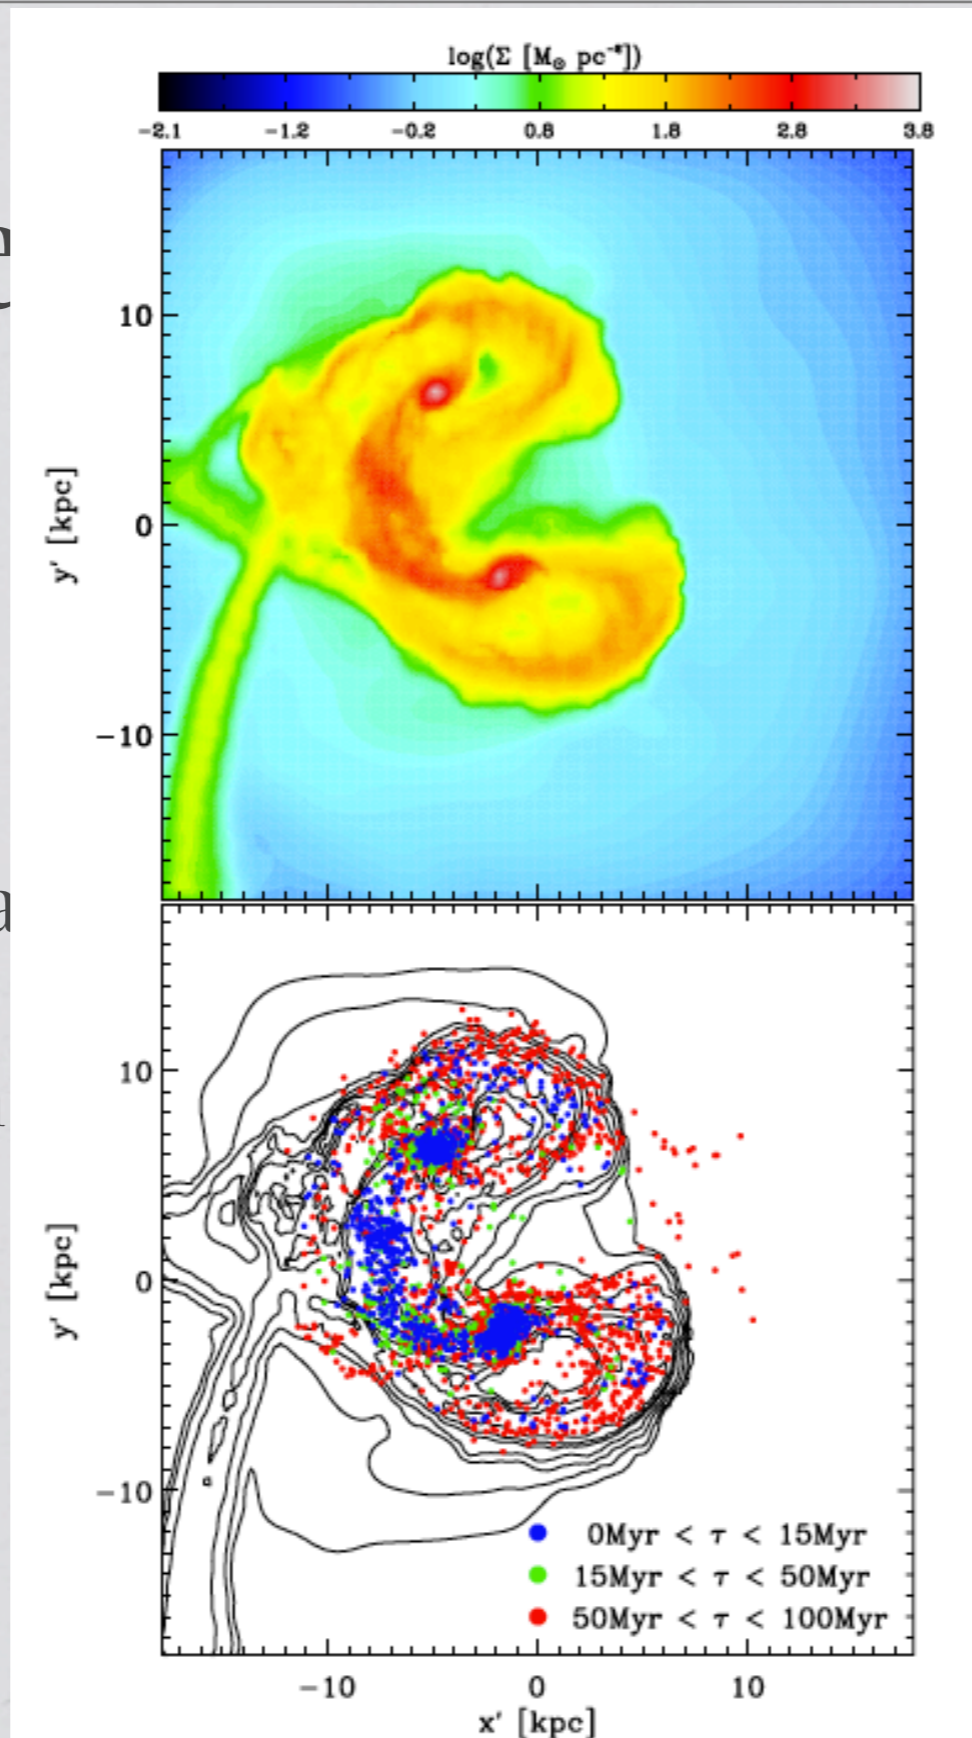 log(Σ [M⊙ pc⁻²])
−2.1 −1.2 −0.2 0.8 1.8 2.8 3.8
10
0
−10
y' [kpc]
10
0
−10
y' [kpc]
0Myr < τ < 15Myr
15Myr < τ < 50Myr
50Myr < τ < 100Myr
−10 0 10
x' [kpc]